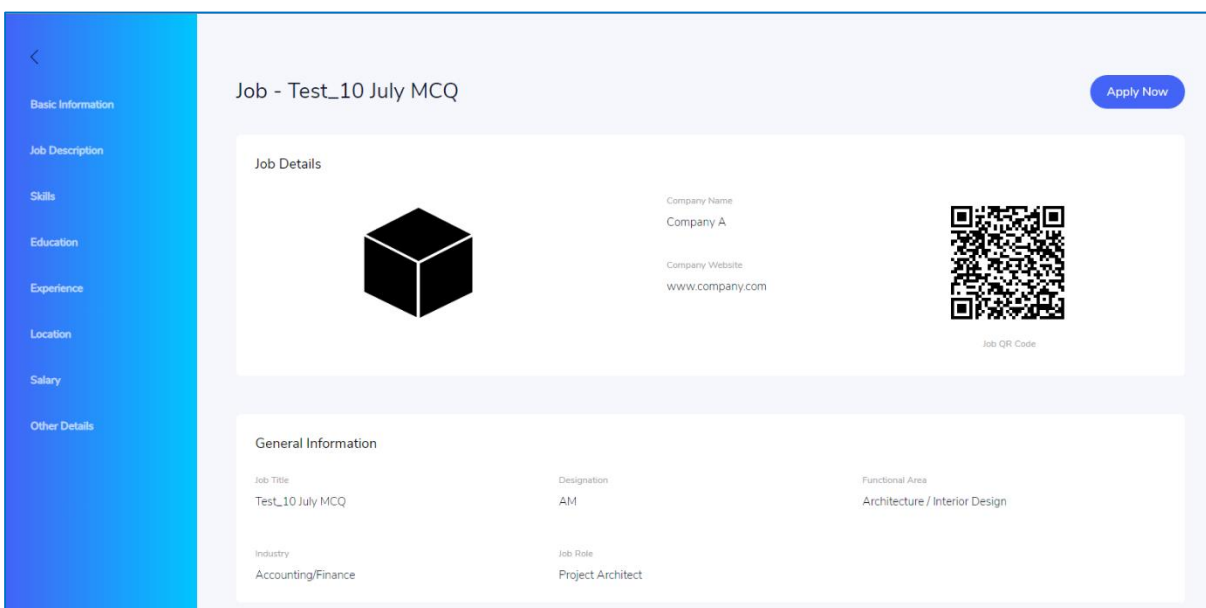 Basic Information
Job Description
Skills
Education
Experience
Location
Salary
Other Details
Job - Test_10 July MCQ
Apply Now
Job Details
Company Name
Company A
Company Website
www.company.com
Job QR Code
General Information
Job Title
Test_10 July MCQ
Designation
AM
Functional Area
Architecture / Interior Design
Industry
Accounting/Finance
Job Role
Project Architect